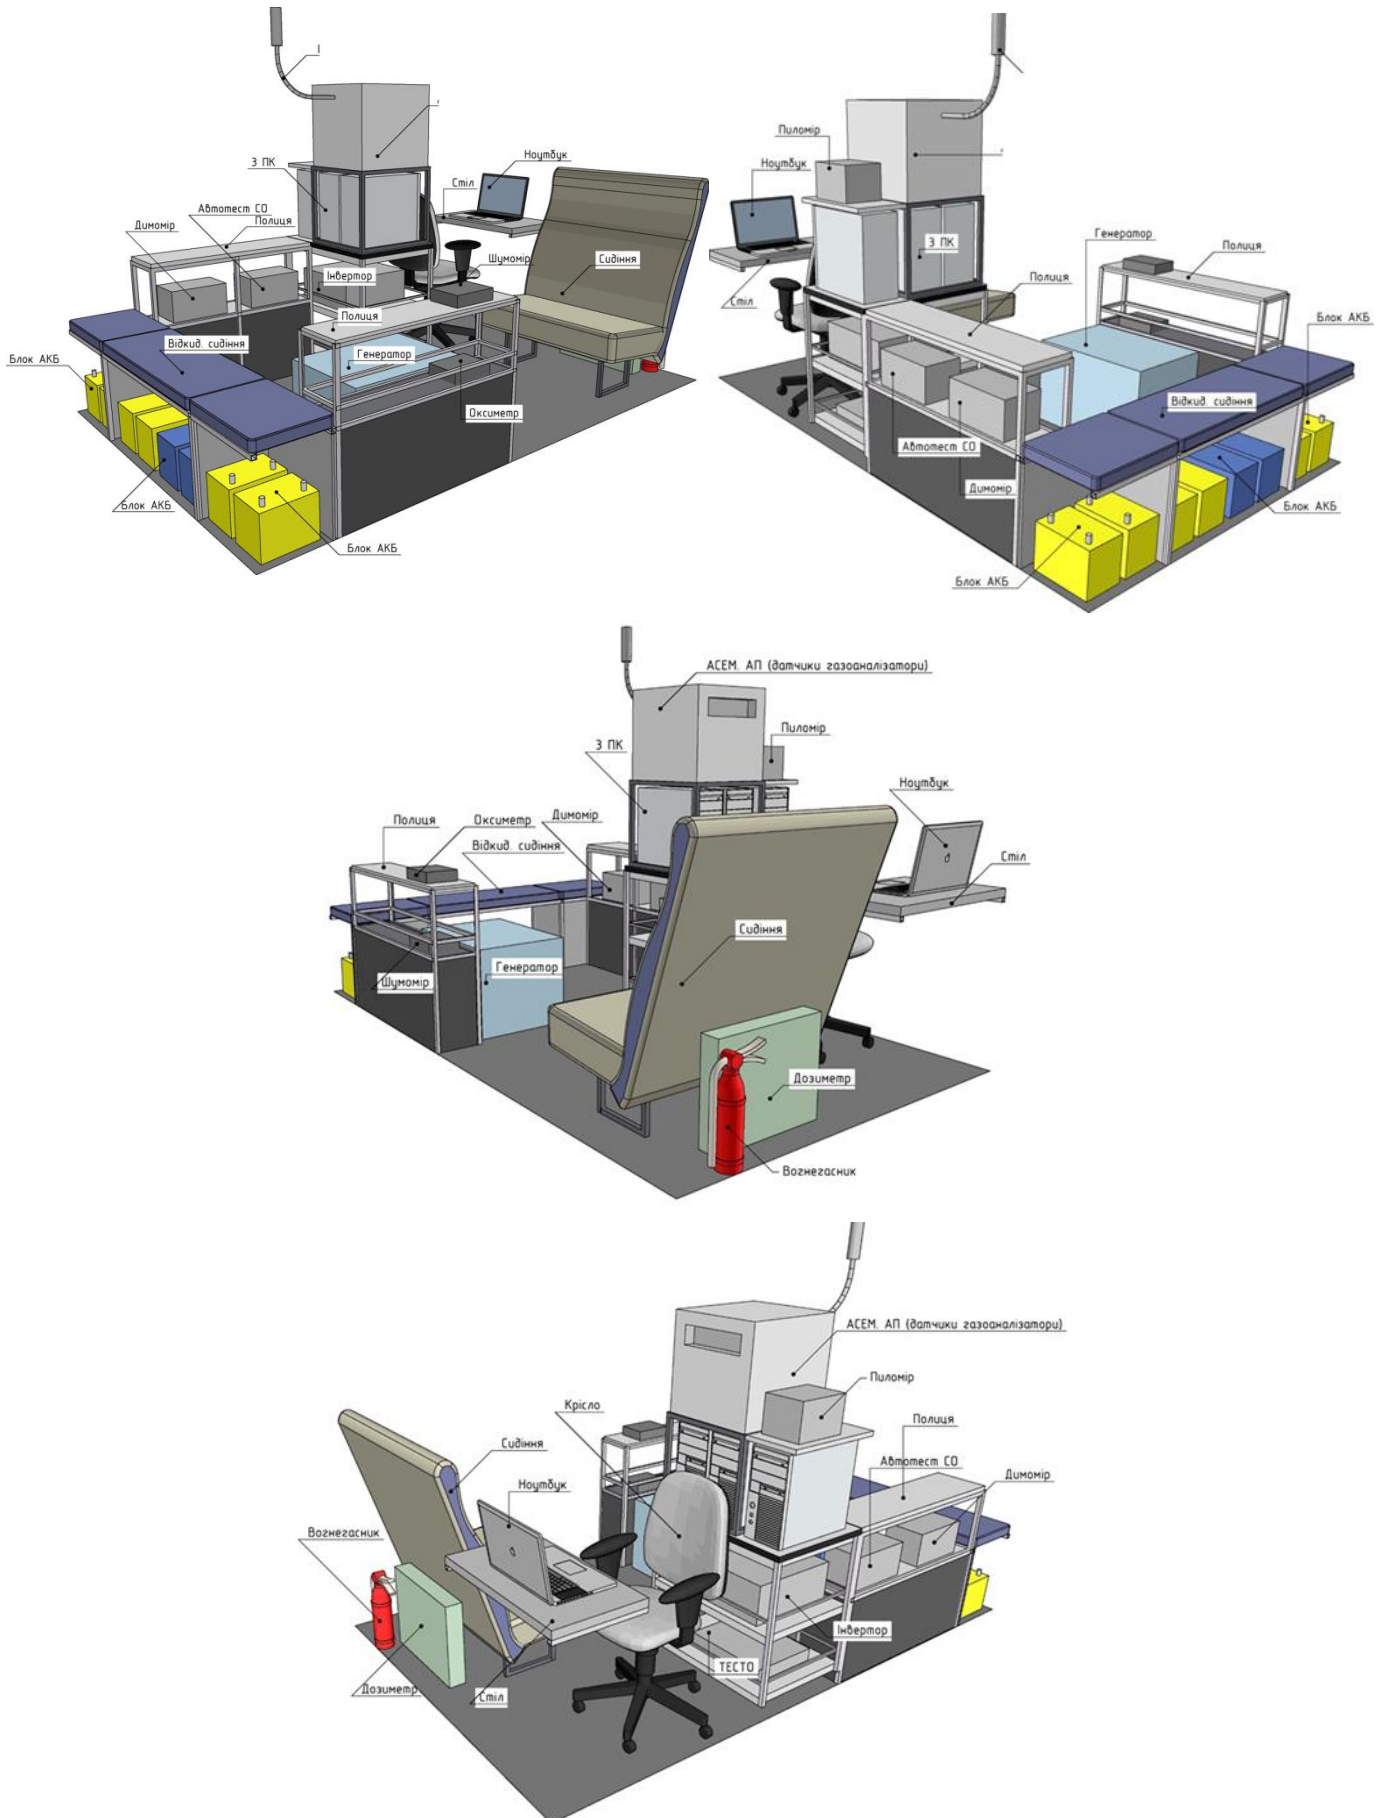 Ноутбук
З ПК
Стіл
Автотест СО
Полиця
Димомір
Шумомір
Сидіння
Інвертор
Полиця
Відкид. сидіння
Генератор
Блок АКБ
Оксиметр
Блок АКБ
Блок АКБ
Пиломір
Ноутбук
Генератор
Полиця
З ПК
Полиця
Стіл
Блок АКБ
Відкид. сидіння
Автотест СО
Димомір
Блок АКБ
Блок АКБ
АСЕМ. АП (датчики газоаналізатори)
Пиломір
З ПК
Ноутбук
Димомір
Полиця
Оксиметр
Відкид. сидіння
Стіл
Сидіння
Генератор
Шумомір
Дозиметр
Вогнегасник
АСЕМ. АП (датчики газоаналізатори)
Пиломір
Крісло
Полиця
Сидіння
Автотест СО
Димомір
Ноутбук
Вогнегасник
Інвертор
ТЕСТО
Дозиметр
Стіл